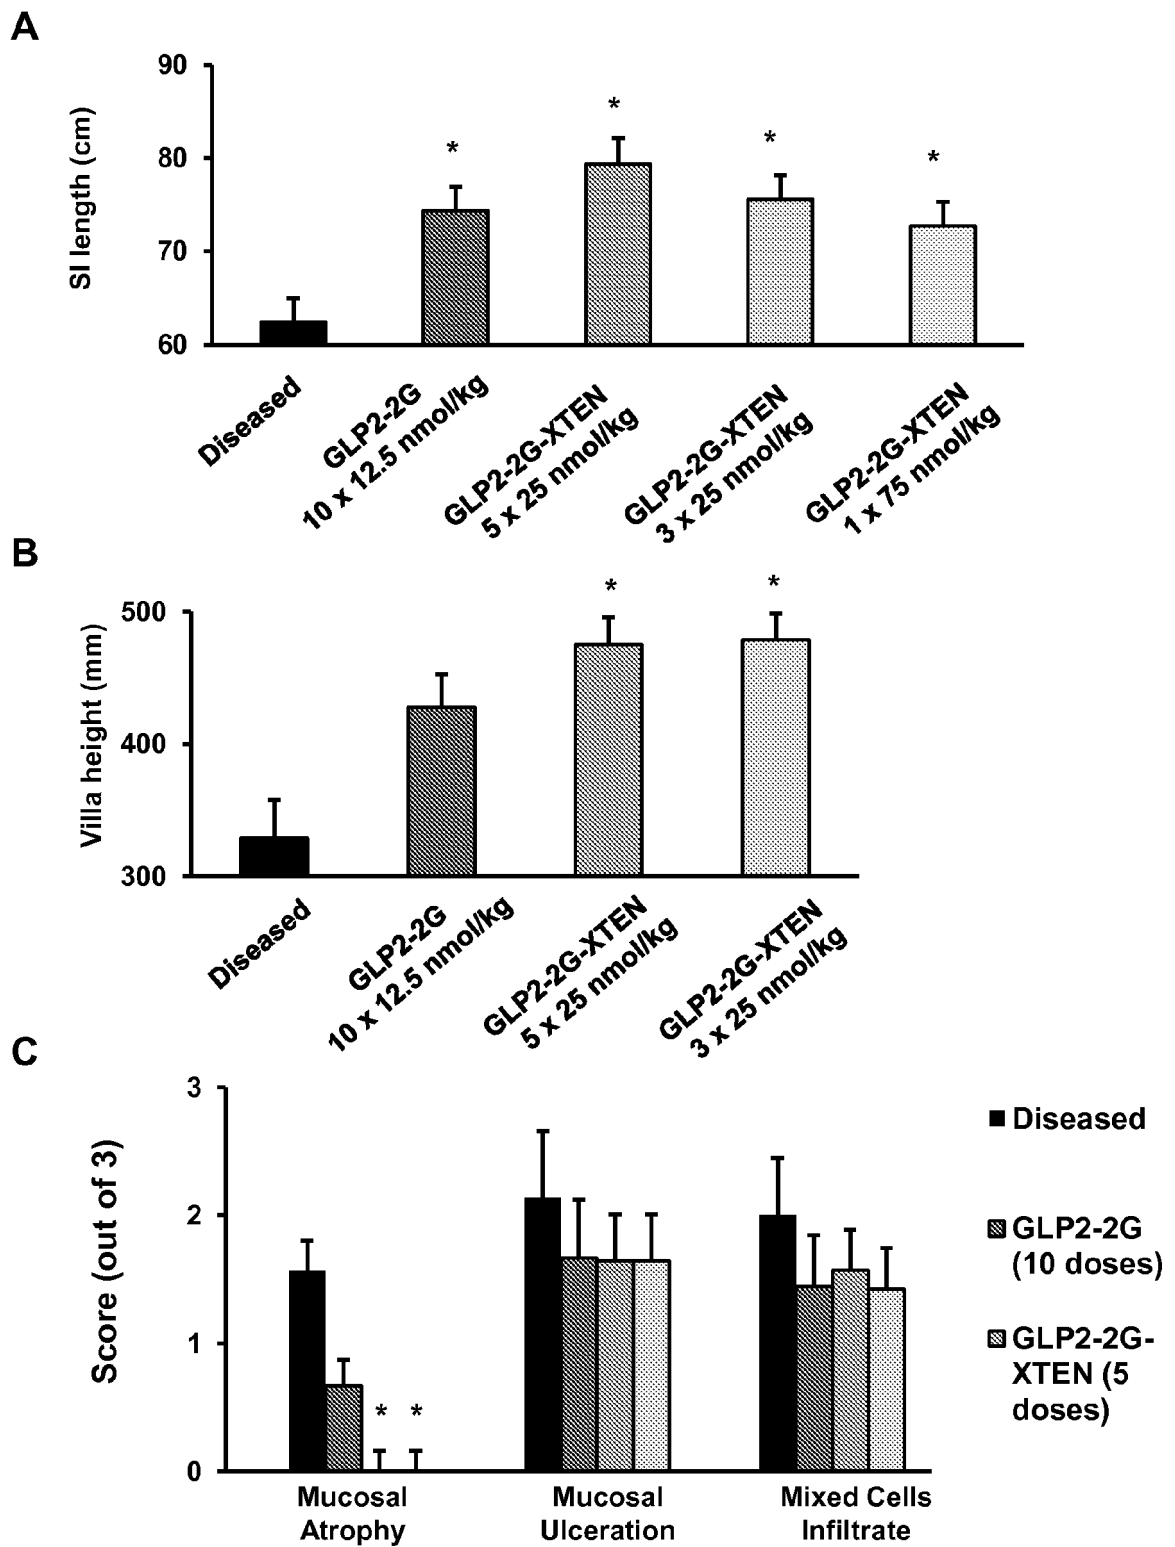 A
SI length (cm)
90
80
70
60
*
*
*
*
Diseased
GLP2-2G
10 x 12.5 nmol/kg
GLP2-2G-XTEN
5 x 25 nmol/kg
GLP2-2G-XTEN
3 x 25 nmol/kg
GLP2-2G-XTEN
1 x 75 nmol/kg
B
Villa height (mm)
500
400
300
*
*
Diseased
GLP2-2G
10 x 12.5 nmol/kg
GLP2-2G-XTEN
5 x 25 nmol/kg
GLP2-2G-XTEN
3 x 25 nmol/kg
C
Score (out of 3)
3
2
1
0
* *
Mucosal
Atrophy
Mucosal
Ulceration
Mixed Cells
Infiltrate
Diseased
GLP2-2G
(10 doses)
GLP2-2G-
XTEN (5
doses)